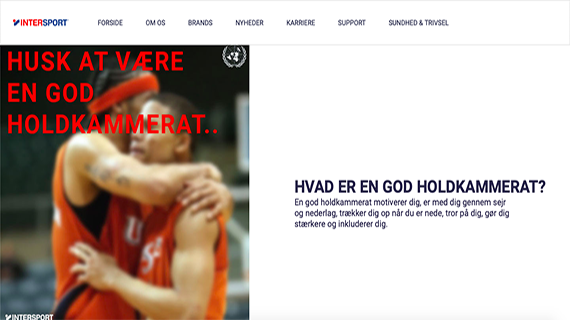 INTERSPORT
FORSIDE
OM OS
BRANDS
NYHEDER
KARRIERE
SUPPORT
SUNDHED & TRIVSEL
HUSK AT VÆRE
EN GOD
HOLDKAMMERAT..
HVAD ER EN GOD HOLDKAMMERAT?
En god holdkammerat motiverer dig, er med dig gennem sejr
og nederlag, trækker dig op når du er nede, tror på dig, gør dig
stærkere og inkluderer dig.
INTERSPORT